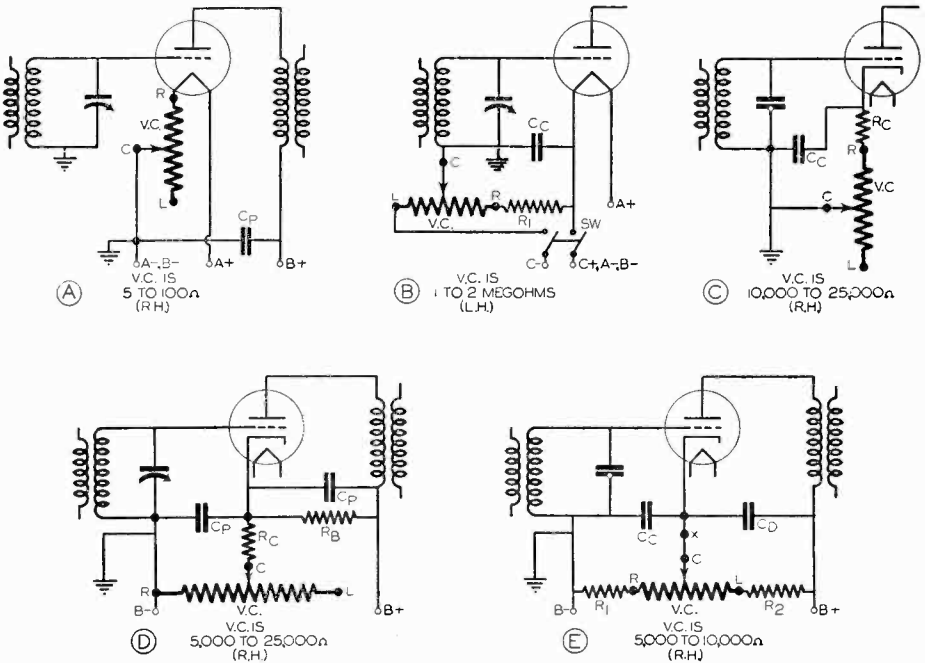 R
V.C.
C
L
CP
A-,B-
A+
B+
A
V.C. IS
5 TO 100Ω
(R.H.)
CC
C
L
R
V.C.
R1
A+
SW
C-
C+,A-,B-
B
V.C. IS
1 TO 2 MEGOHMS
(L.H.)
CC
RC
R
V.C
C
L
C
V.C. IS
10,000 TO 25,000Ω
(R.H.)
CP
CP
RC
RB
C
R
L
B-
B+
V.C.
D
V.C. IS
5,000 TO 25,000Ω
(R.H.)
CC
CD
X
C
R
L
B-
R1
R2
B+
V.C.
E
V.C. IS
5,000 TO 10,000Ω
(R.H.)